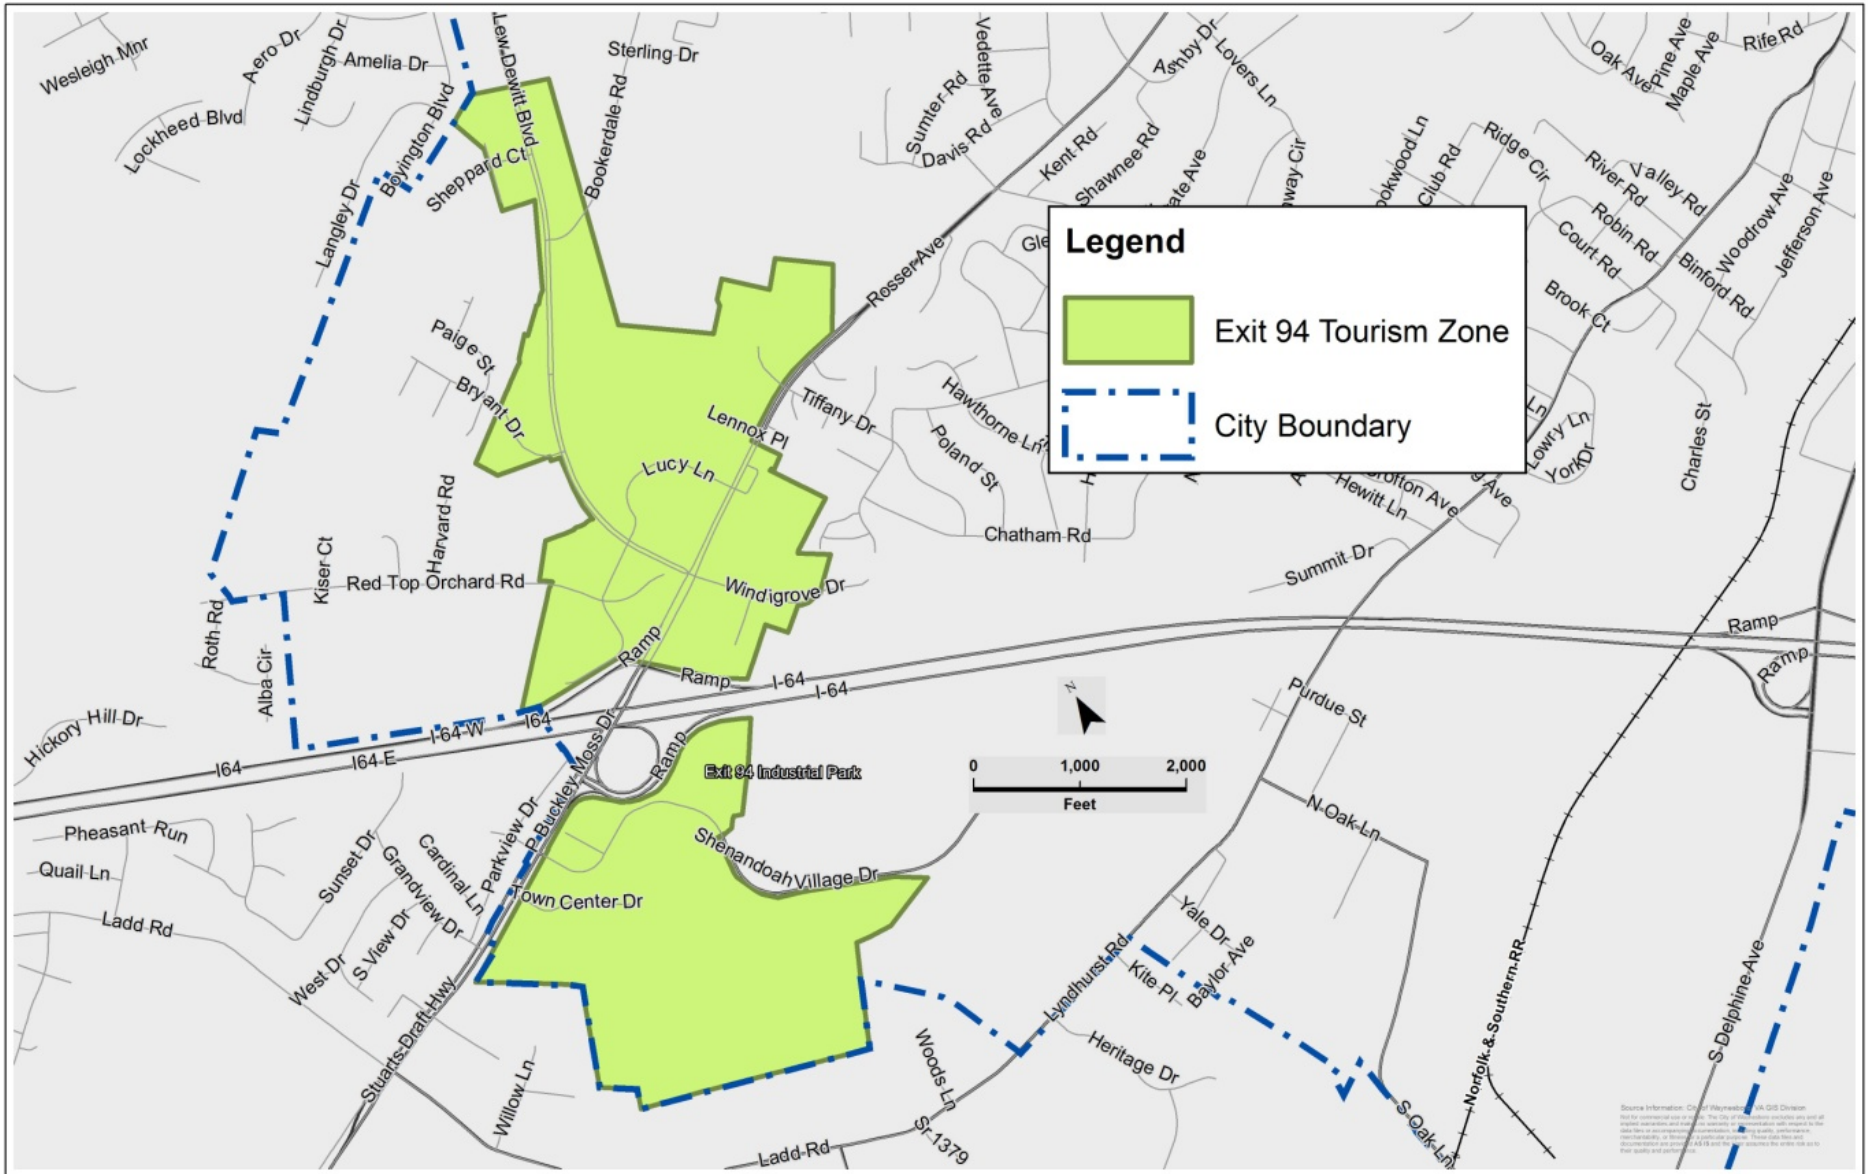 Wesleigh Mnr
Aero Dr
Lindburgh Dr
Amelia Dr
Lockheed Blvd
Boyington Blvd
Lew Dewitt Blvd
Sterling Dr
Bookerdale Rd
Sheppard Ct
Langley Dr
Vedette Ave
Sumter Rd
Davis Rd
Kent Rd
Ashby Dr
Lovers Ln
Shawnee Rd
Rosser Ave
Club Rd
Ridge Cir
River Rd
Valley Rd
Robin Rd
Court Rd
Binford Rd
Brook Ct
Woodrow Ave
Jefferson Ave
Oak Ave
Pine Ave
Maple Ave
Rife Rd
Legend
Exit 94 Tourism Zone
City Boundary
Paige St
Bryant Dr
Lennox Pl
Lucy Ln
Tiffany Dr
Hawthorne Ln
Poland St
Chatham Rd
Hewitt Ln
Lowry Ln
York Dr
Charles St
Summit Dr
Harvard Rd
Kiser Ct
Red Top Orchard Rd
Windigrove Dr
Roth Rd
Alba Cir
Hickory Hill Dr
Ramp
Ramp
I-64
I-64
I64
I-64 W
I64
I64 E
P Buckley Moss Dr
Ramp
Exit 94 Industrial Park
N
0 1,000 2,000
Feet
Purdue St
Ramp
Ramp
N Oak Ln
Pheasant Run
Quail Ln
Ladd Rd
Sunset Dr
Grandview Dr
Cardinal Ln
Parkview Dr
S View Dr
West Dr
Town Center Dr
Shenandoah Village Dr
Stuarts Draft Hwy
Willow Ln
Yale Dr
Baylor Ave
Kite Pl
Lyndhurst Rd
Heritage Dr
Woods Ln
Sr 1379
Ladd Rd
S Oak Ln
Norfolk & Southern RR
S Delphine Ave